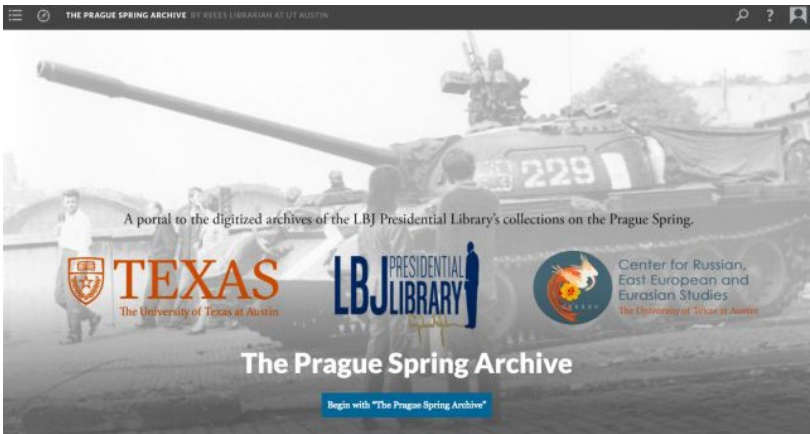 THE PRAGUE SPRING ARCHIVE BY REEES LIBRARIAN AT UT AUSTIN
?
229
A portal to the digitized archives of the LBJ Presidential Library's collections on the Prague Spring.
TEXAS
The University of Texas at Austin
LBJ PRESIDENTIAL LIBRARY
Center for Russian,
East European and
Eurasian Studies
The University of Texas at Austin
The Prague Spring Archive
Begin with "The Prague Spring Archive"